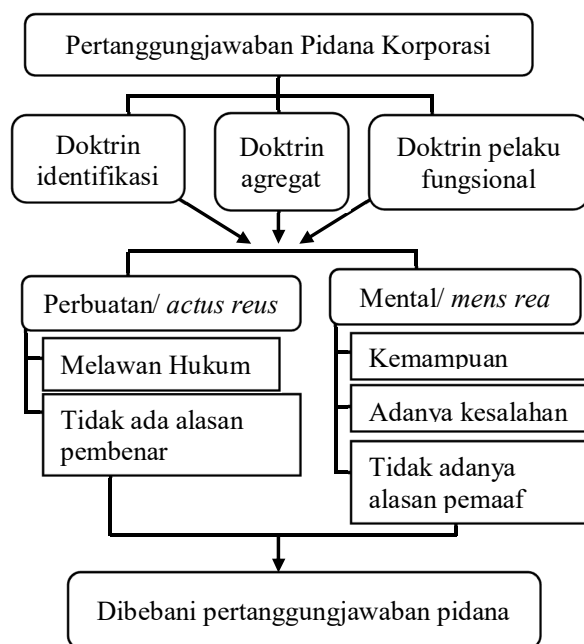 Pertanggungjawaban Pidana Korporasi
Doktrin
identifikasi
Doktrin
agregat
Doktrin pelaku
fungsional
Perbuatan/ actus reus
Melawan Hukum
Tidak ada alasan
pembenar
Mental/ mens rea
Kemampuan
Adanya kesalahan
Tidak adanya
alasan pemaaf
Dibebani pertanggungjawaban pidana